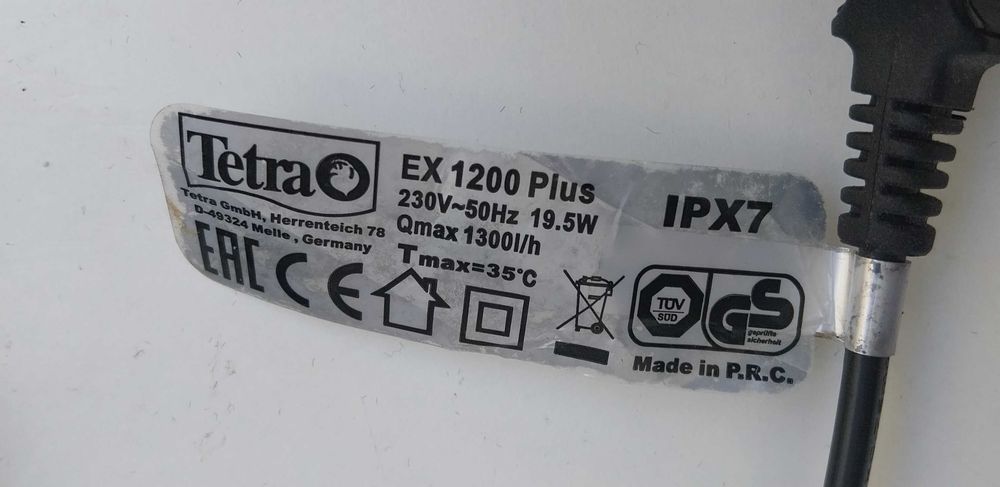 Tetra
Tetra GmbH, Herrenteich 78
D-49324 Melle , Germany
EAC CE
EX 1200 Plus
230V~50Hz 19.5W
Qmax 1300l/h
Tmax=35°C
IPX7
TÜV
SÜD
GS
geprüfte
sicherheit
Made in P.R.C.